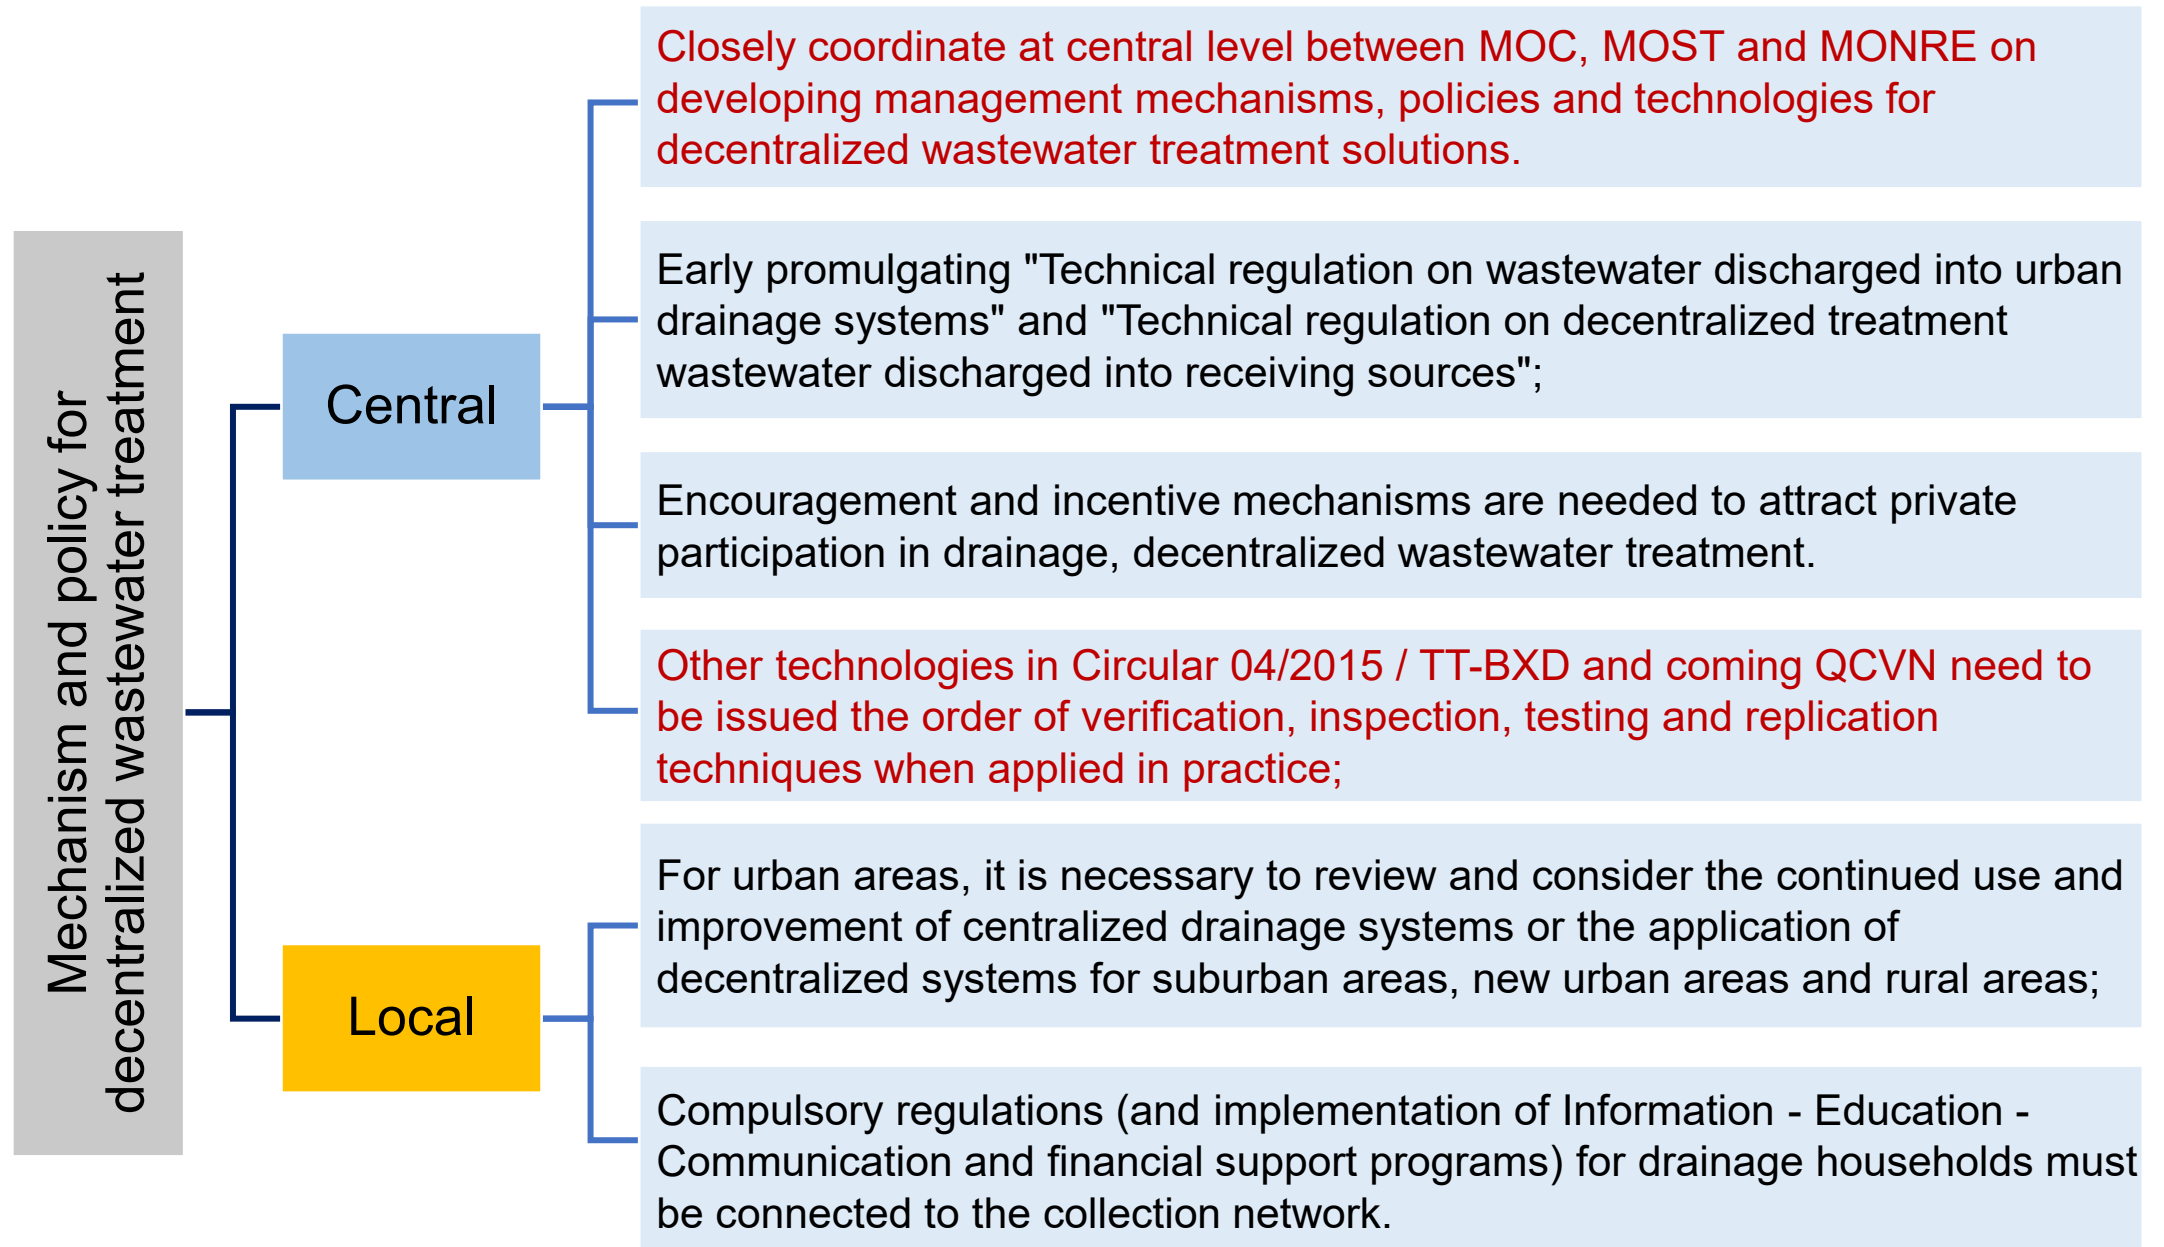 Mechanism and policy for
decentralized wastewater treatment
Central
Closely coordinate at central level between MOC, MOST and MONRE on
developing management mechanisms, policies and technologies for
decentralized wastewater treatment solutions.
Early promulgating "Technical regulation on wastewater discharged into urban
drainage systems" and "Technical regulation on decentralized treatment
wastewater discharged into receiving sources";
Encouragement and incentive mechanisms are needed to attract private
participation in drainage, decentralized wastewater treatment.
Other technologies in Circular 04/2015 / TT-BXD and coming QCVN need to
be issued the order of verification, inspection, testing and replication
techniques when applied in practice;
Local
For urban areas, it is necessary to review and consider the continued use and
improvement of centralized drainage systems or the application of
decentralized systems for suburban areas, new urban areas and rural areas;
Compulsory regulations (and implementation of Information - Education -
Communication and financial support programs) for drainage households must
be connected to the collection network.